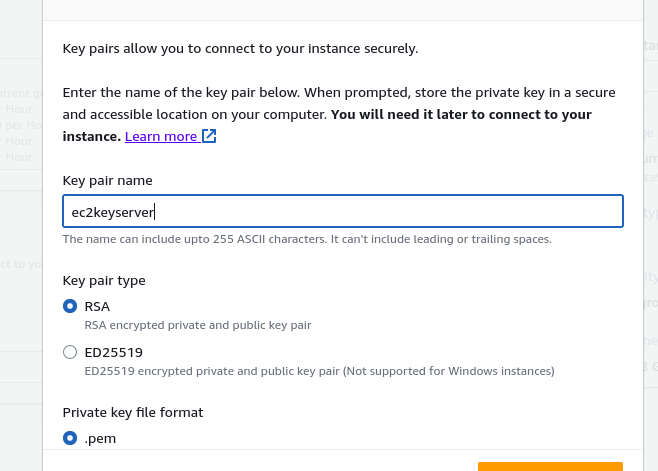 Key pairs allow you to connect to your instance securely.
Enter the name of the key pair below. When prompted, store the private key in a secure
and accessible location on your computer. You will need it later to connect to your
instance. Learn more
Key pair name
ec2keyserver
The name can include upto 255 ASCII characters. It can't include leading or trailing spaces.
Key pair type
RSA
RSA encrypted private and public key pair
ED25519
ED25519 encrypted private and public key pair (Not supported for Windows instances)
Private key file format
.pem